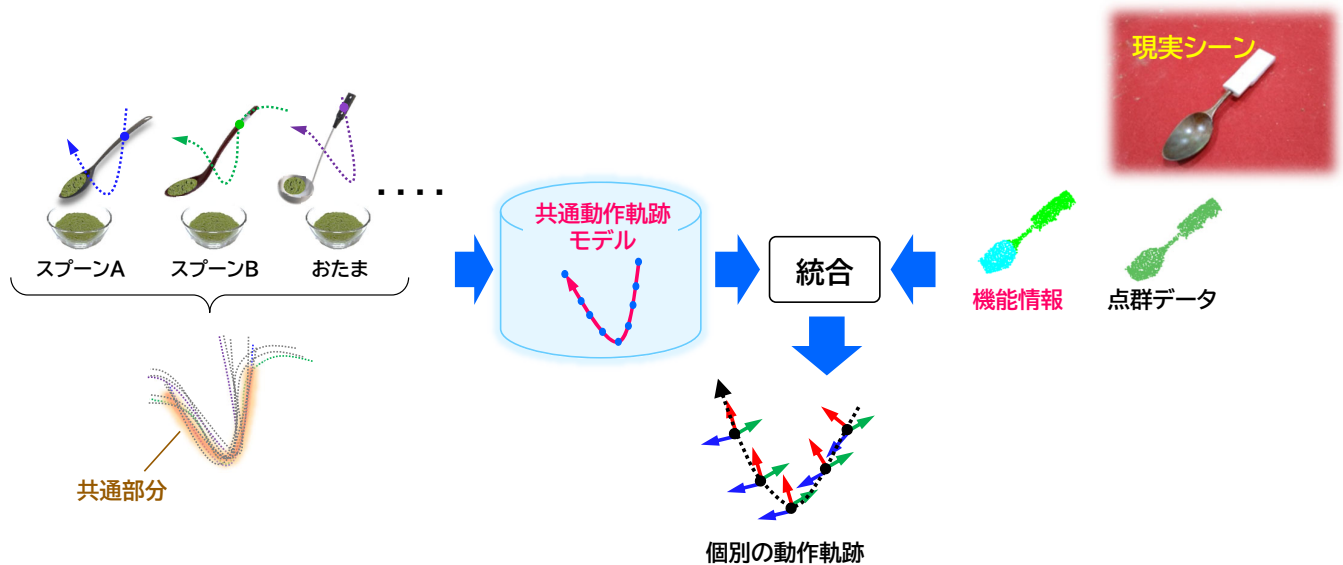 現実シーン
スプーンA
スプーンB
おたま
....
共通部分
共通動作軌跡
モデル
統合
機能情報
点群データ
個別の動作軌跡